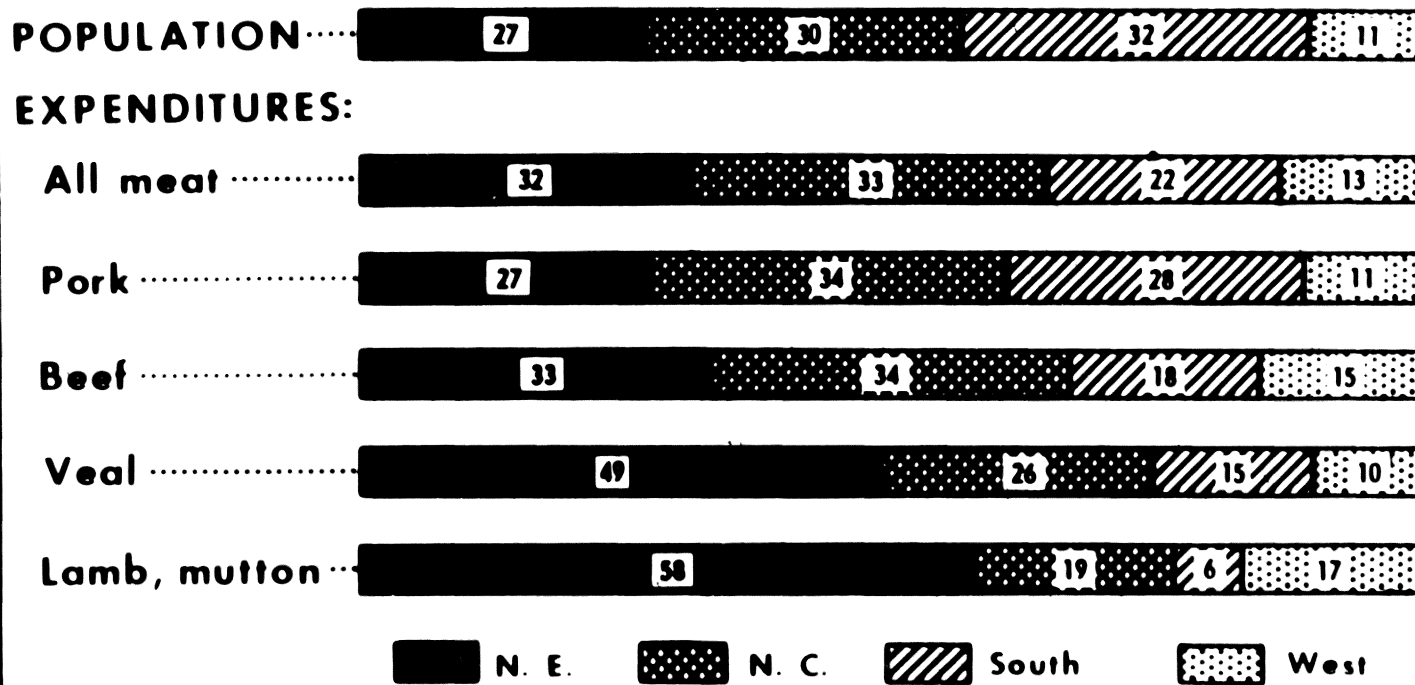 POPULATION 27 30 32 11
EXPENDITURES:
All meat 32 33 22 13
Pork 27 34 28 11
Beef 33 34 18 15
Veal 49 26 15 10
Lamb, mutton 58 19 6 17
N. E. N. C. South West